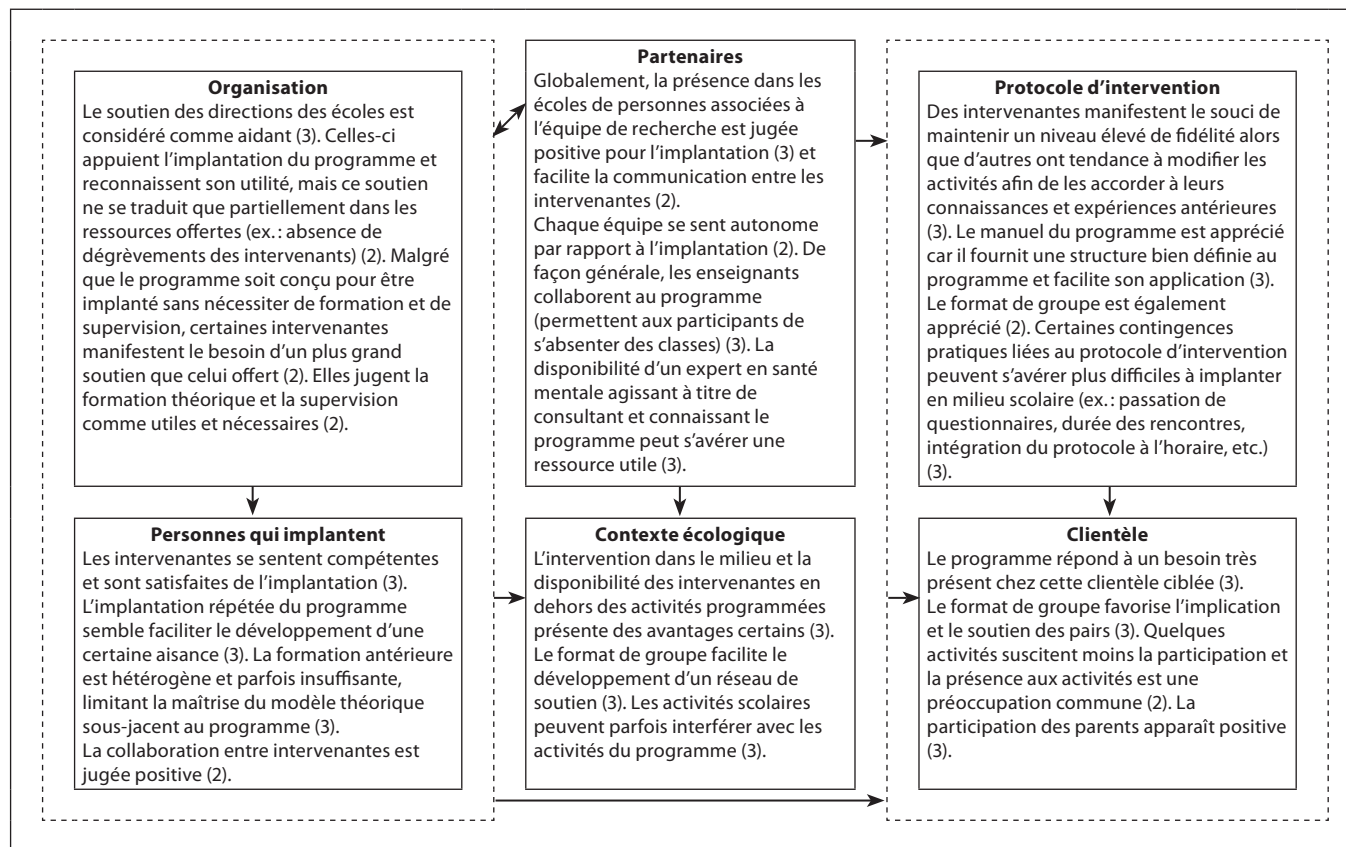 Organisation
Le soutien des directions des écoles est
considéré comme aidant (3). Celles-ci
appuient l’implantation du programme et
reconnaissent son utilité, mais ce soutien
ne se traduit que partiellement dans les
ressources offertes (ex. : absence de
dégrèvements des intervenants) (2). Malgré
que le programme soit conçu pour être
implanté sans nécessiter de formation et de
supervision, certaines intervenantes
manifestent le besoin d’un plus grand
soutien que celui offert (2). Elles jugent la
formation théorique et la supervision
comme utiles et nécessaires (2).
Partenaires
Globalement, la présence dans les
écoles de personnes associées à
l’équipe de recherche est jugée
positive pour l’implantation (3) et
facilite la communication entre les
intervenantes (2).
Chaque équipe se sent autonome
par rapport à l’implantation (2). De
façon générale, les enseignants
collaborent au programme
(permettent aux participants de
s’absenter des classes) (3). La
disponibilité d’un expert en santé
mentale agissant à titre de
consultant et connaissant le
programme peut s’avérer une
ressource utile (3).
Protocole d’intervention
Des intervenantes manifestent le souci de
maintenir un niveau élevé de fidélité alors
que d’autres ont tendance à modifier les
activités afin de les accorder à leurs
connaissances et expériences antérieures
(3). Le manuel du programme est apprécié
car il fournit une structure bien définie au
programme et facilite son application (3).
Le format de groupe est également
apprécié (2). Certaines contingences
pratiques liées au protocole d’intervention
peuvent s’avérer plus difficiles à implanter
en milieu scolaire (ex. : passation de
questionnaires, durée des rencontres,
intégration du protocole à l’horaire, etc.)
(3).
Personnes qui implantent
Les intervenantes se sentent compétentes
et sont satisfaites de l’implantation (3).
L’implantation répétée du programme
semble faciliter le développement d’une
certaine aisance (3). La formation antérieure
est hétérogène et parfois insuffisante,
limitant la maîtrise du modèle théorique
sous-jacent au programme (3).
La collaboration entre intervenantes est
jugée positive (2).
Contexte écologique
L’intervention dans le milieu et la
disponibilité des intervenantes en
dehors des activités programmées
présente des avantages certains (3).
Le format de groupe facilite le
développement d’un réseau de
soutien (3). Les activités scolaires
peuvent parfois interférer avec les
activités du programme (3).
Clientèle
Le programme répond à un besoin très
présent chez cette clientèle ciblée (3).
Le format de groupe favorise l’implication
et le soutien des pairs (3). Quelques
activités suscitent moins la participation et
la présence aux activités est une
préoccupation commune (2). La
participation des parents apparaît positive
(3).